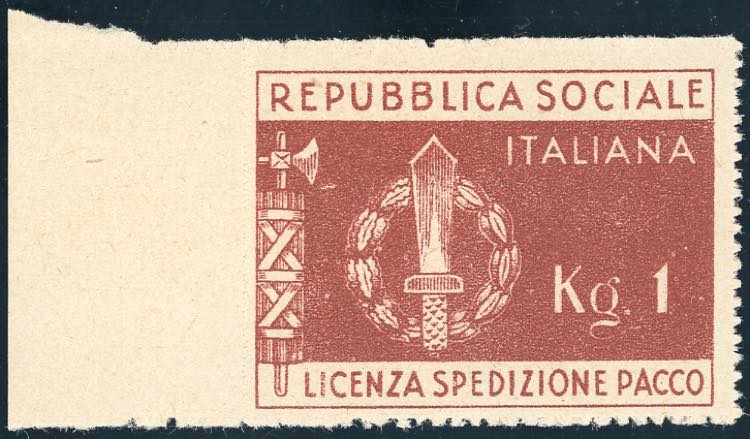 REPUBBLICA SOCIALE
ITALIANA
Kg. 1
LICENZA SPEDIZIONE PACCO